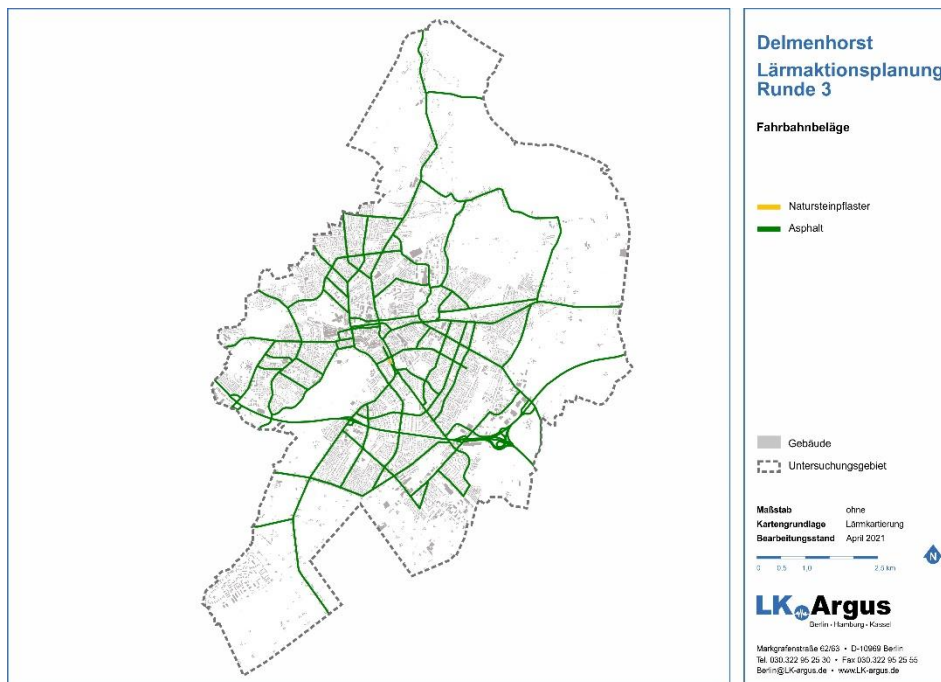 Delmenhorst
Lärmaktionsplanung
Runde 3
Fahrbahnbeläge
Natursteinpflaster
Asphalt
Gebäude
Untersuchungsgebiet
Maßstab ohne
Kartengrundlage Lärmkartierung
Bearbeitungsstand April 2021
N
0 0,5 1,0 2,0 km
LK Argus
Berlin • Hamburg • Kassel
Markgrafenstraße 62/63 • D-10969 Berlin
Tel. 030.322 95 25 30 • Fax 030.322 95 25 55
Berlin@LK-argus.de • www.LK-argus.de